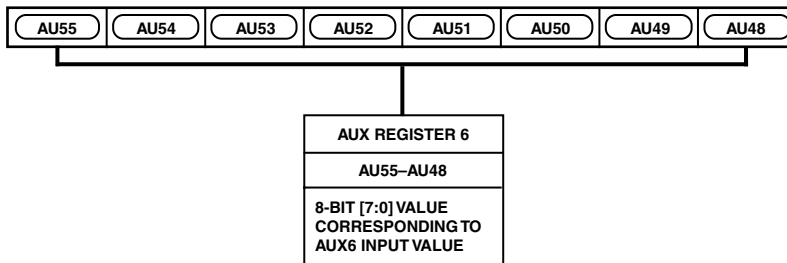 AU55 AU54 AU53 AU52 AU51 AU50 AU49 AU48
AUX REGISTER 6
AU55–AU48
8-BIT [7:0] VALUE
CORRESPONDING TO
AUX6 INPUT VALUE